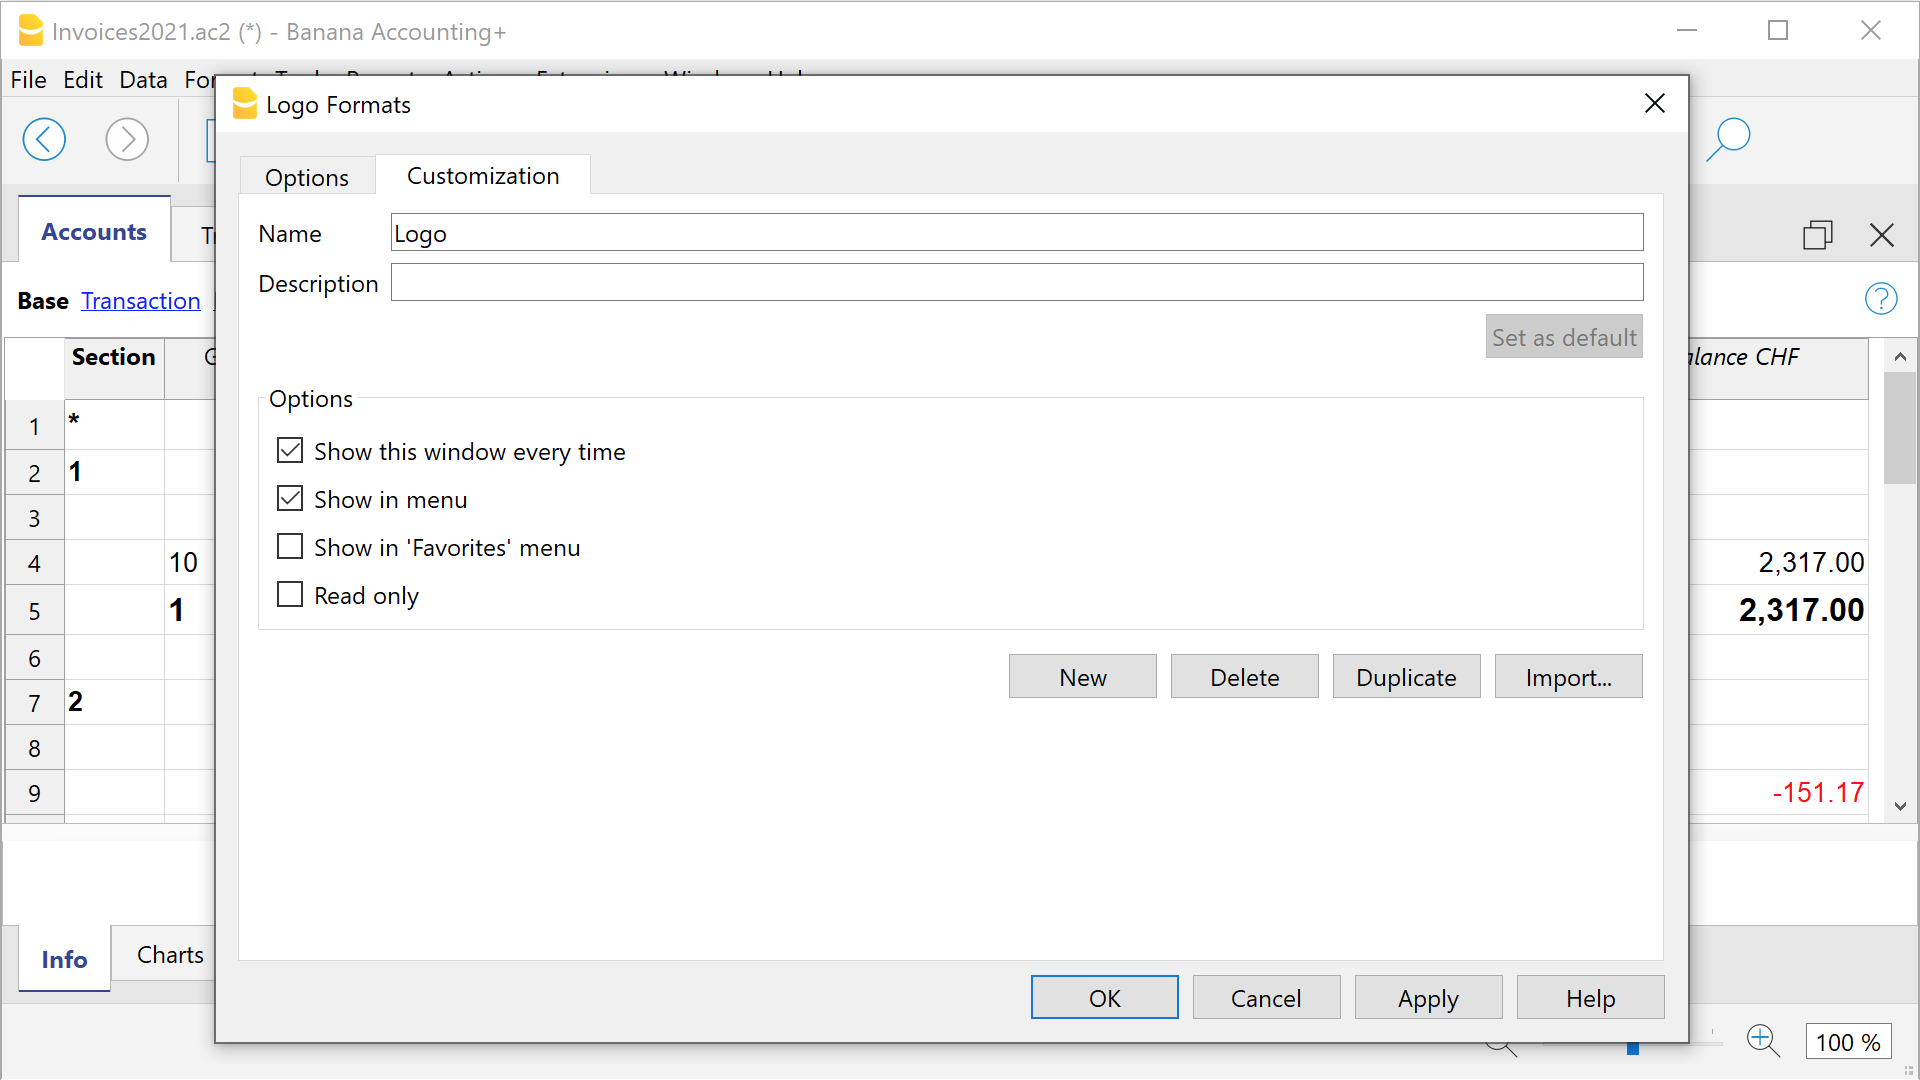 Invoices2021.ac2 (*) - Banana Accounting+
File Edit Data
Logo Formats
Options Customization
Accounts
Name Logo
Description
Base Transaction
Set as default
Section
CHF
Options
1 *
Show this window every time
2 1
Show in menu
3
Show in 'Favorites' menu
4 10 2,317.00
Read only
5 1 2,317.00
6
New Delete Duplicate Import...
7 2
8
9 -151.17
Info Charts
OK Cancel Apply Help
100 %